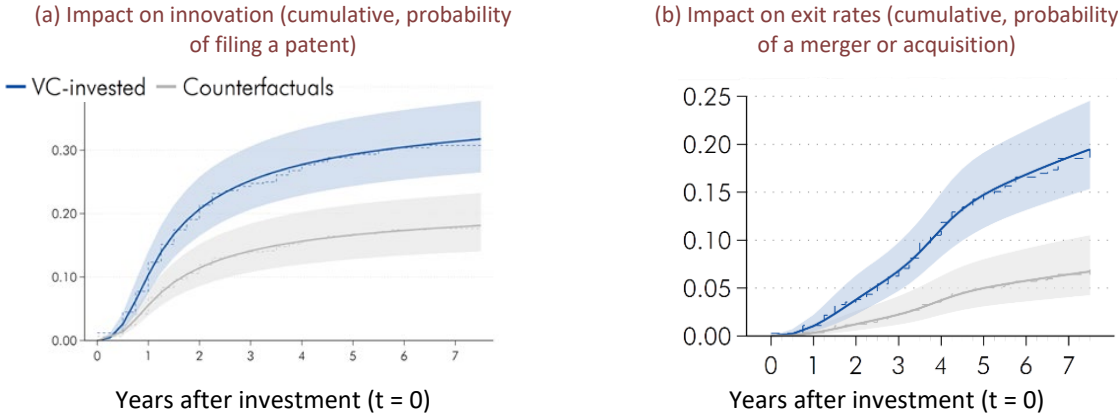 (a) Impact on innovation (cumulative, probability
of filing a patent)
VC-invested Counterfactuals
0.30
0.20
0.10
0.00
0 1 2 3 4 5 6 7
Years after investment (t = 0)
(b) Impact on exit rates (cumulative, probability
of a merger or acquisition)
0.25
0.20
0.15
0.10
0.05
0.00
0 1 2 3 4 5 6 7
Years after investment (t = 0)